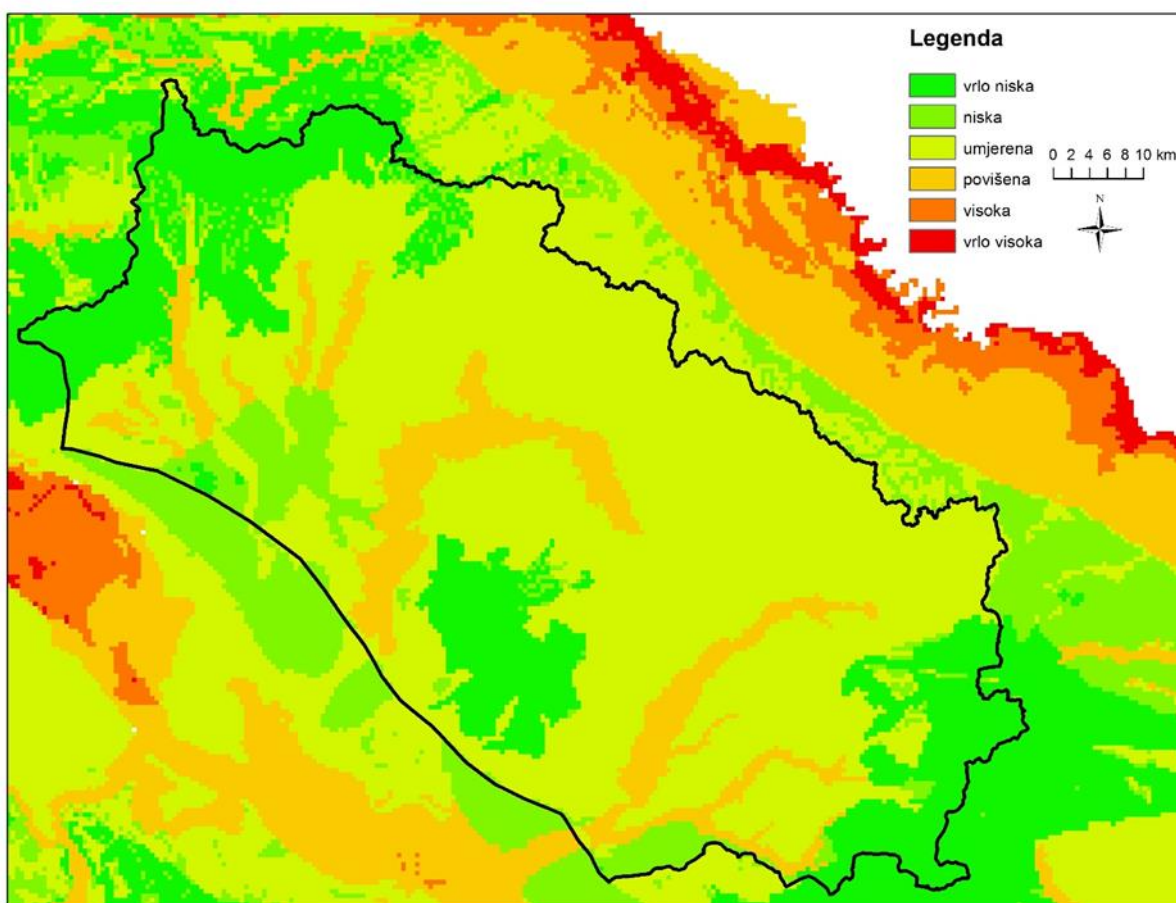 Legenda
vrlo niska
niska
umjerena
povišena
visoka
vrlo visoka
0 2 4 6 8 10 km
N